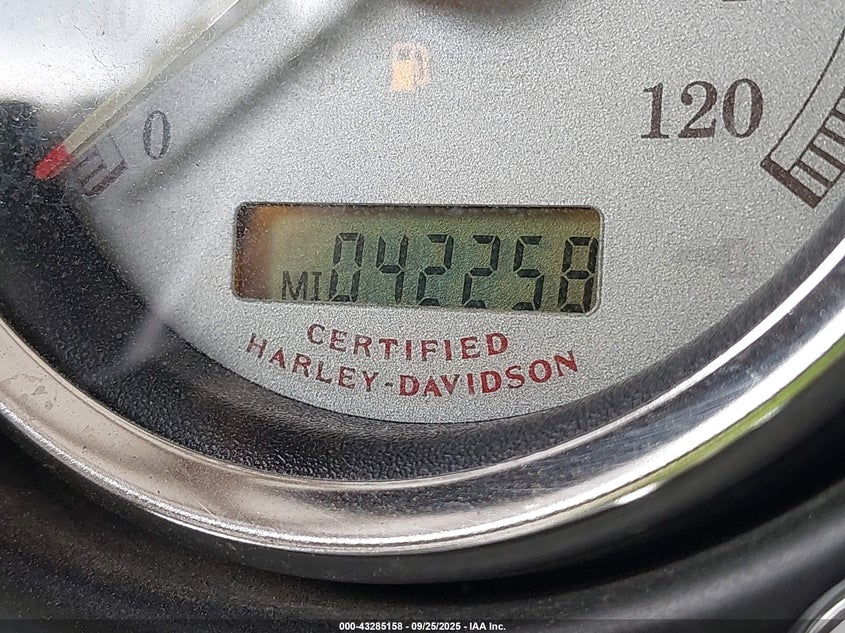 0
120
MI 042258
CERTIFIED
HARLEY-DAVIDSON
000-43285158 - 09/25/2025 - IAA Inc.